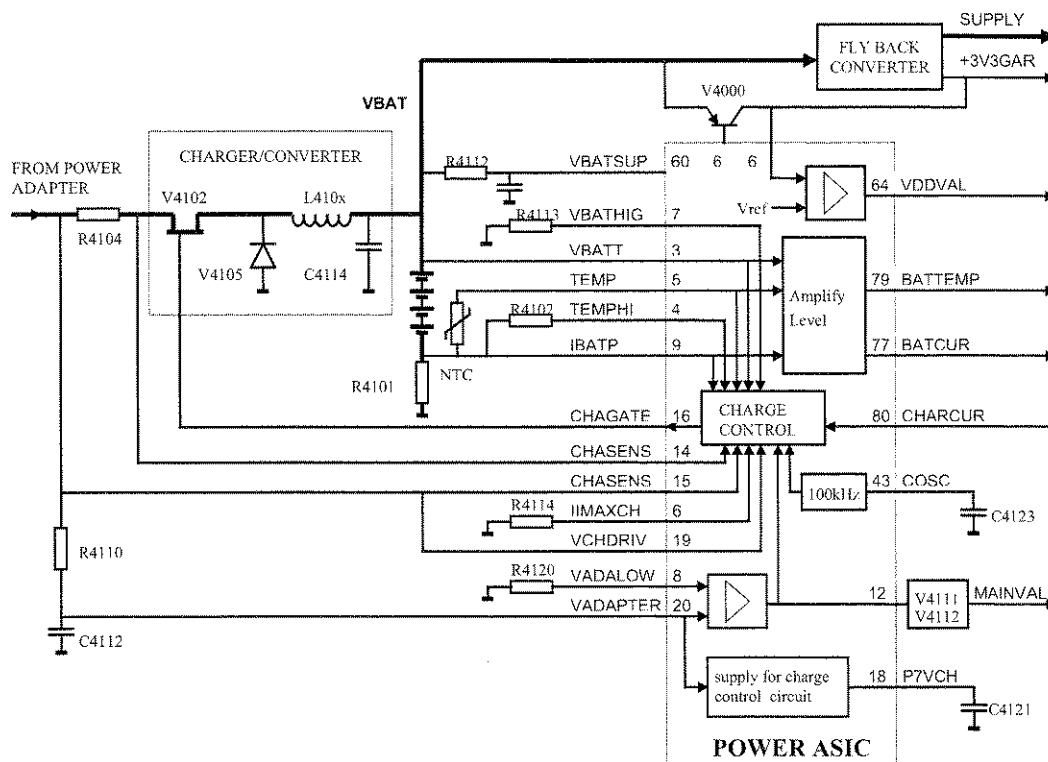 SUPPLY
FLY BACK
CONVERTER
+3V3GAR
V4000
VBAT
CHARGER/CONVERTER
FROM POWER
ADAPTER
V4102
L410x
R4104
V4105
C4114
R4112
VBATSUP 60 6 6
64 VDDVAL
Vref
R4113
VBATHIG 7
VBATT 3
TEMP 5
79 BATTEMP
Amplify
Level
R4102
TEMPHI 4
IBATP 9
77 BATCUR
NTC
R4101
CHAGATE 16
CHARGE
CONTROL
80 CHARCUR
CHASENS 14
CHASENS 15
100kHz
43 COSC
C4123
R4114
IIMAXCH 6
VCHDRIV 19
R4110
R4120
VADALOW 8
VADAPTER 20
12
V4111
V4112
MAINVAL
C4112
supply for charge
control circuit
18 P7VCH
C4121
POWER ASIC